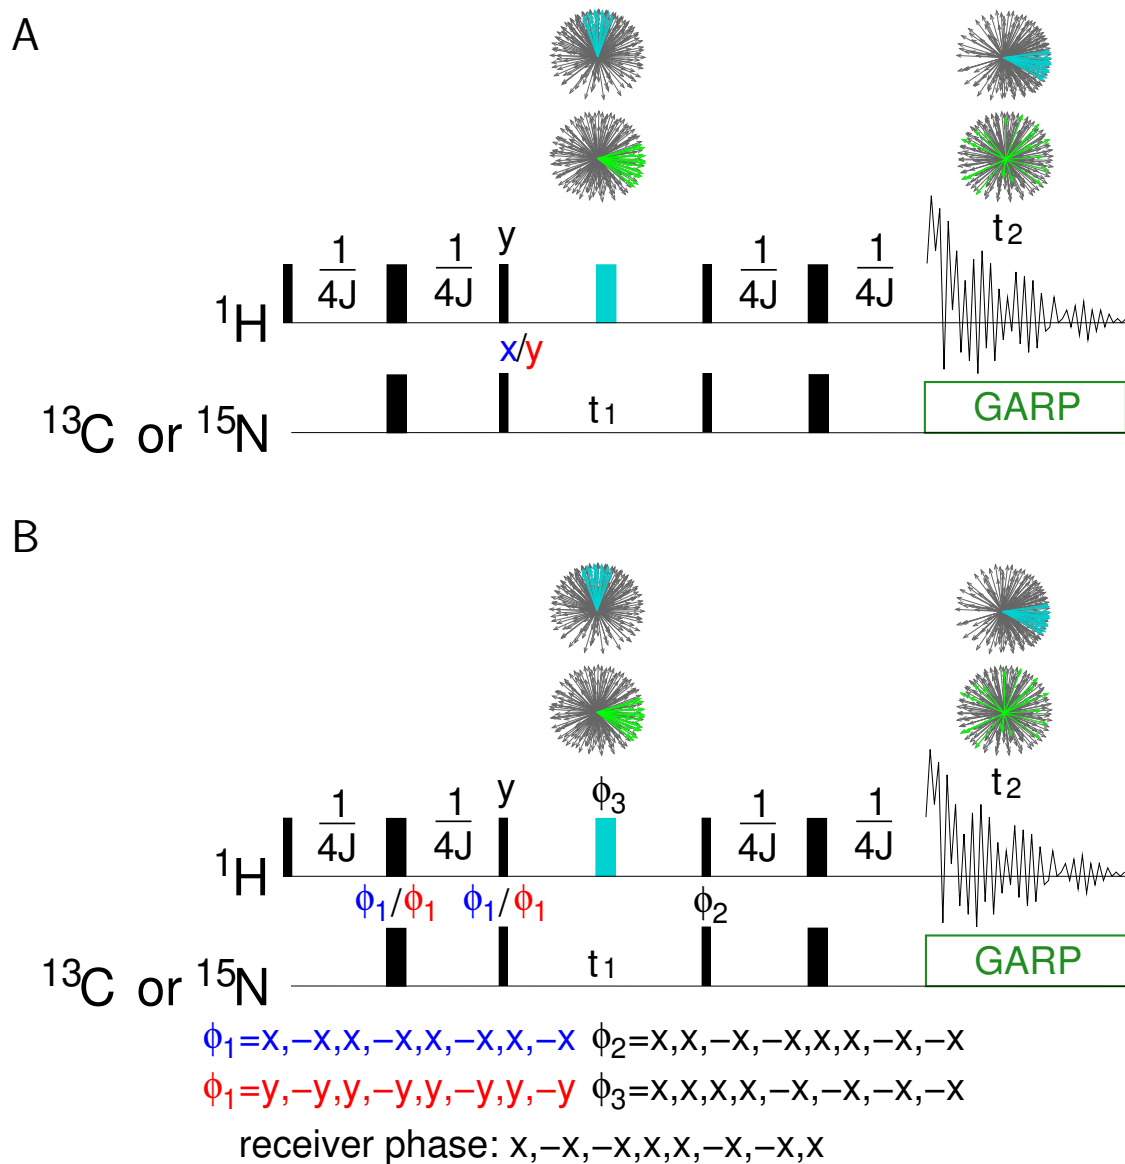 A
1/4J 1/4J y 1/4J 1/4J t2
1H
x/y
13C or 15N t1 GARP
B
1/4J 1/4J y ϕ3 1/4J 1/4J t2
1H
ϕ1/ϕ1 ϕ1/ϕ1 ϕ2
13C or 15N t1 GARP
ϕ1=x,−x,x,−x,x,−x,x,−x ϕ2=x,x,−x,−x,x,x,−x,−x
ϕ1=y,−y,y,−y,y,−y,y,−y ϕ3=x,x,x,x,−x,−x,−x,−x
receiver phase: x,−x,−x,x,x,−x,−x,x